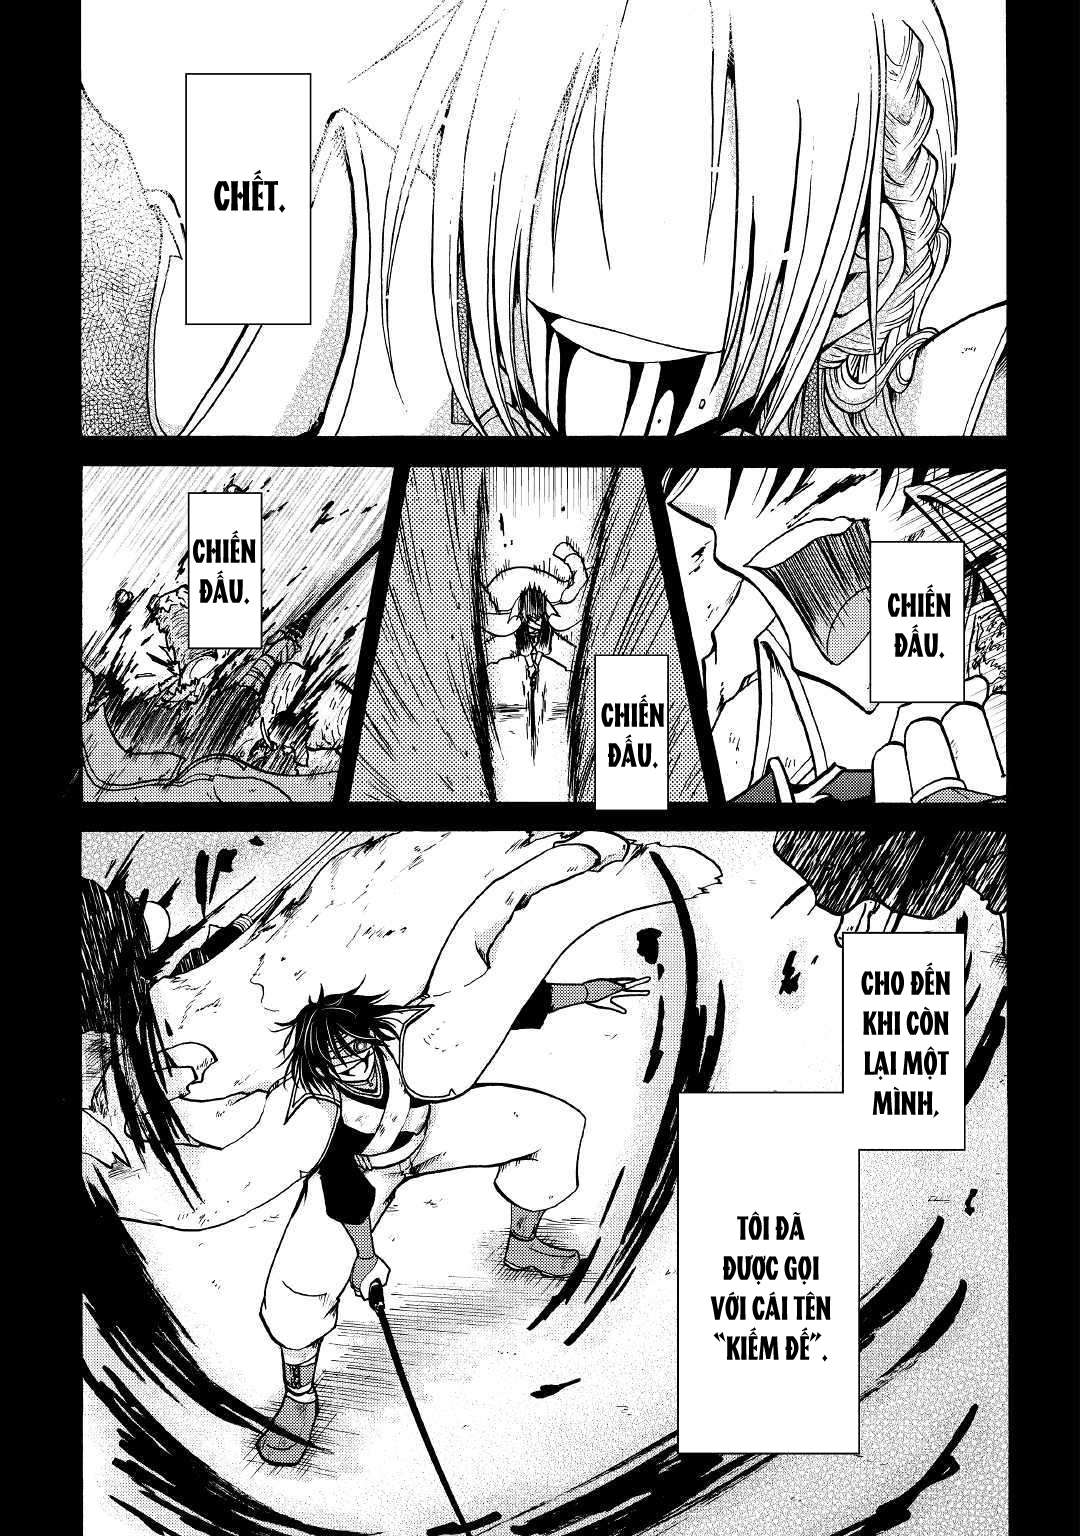 CHẾT.
CHIẾN
ĐẤU.
CHIẾN
ĐẤU.
CHIẾN
ĐẤU.
CHO ĐẾN
KHI CÒN
LẠI MỘT
MÌNH,
TÔI ĐÃ
ĐƯỢC GỌI
VỚI CÁI TÊN
“KIẾM ĐẾ”.